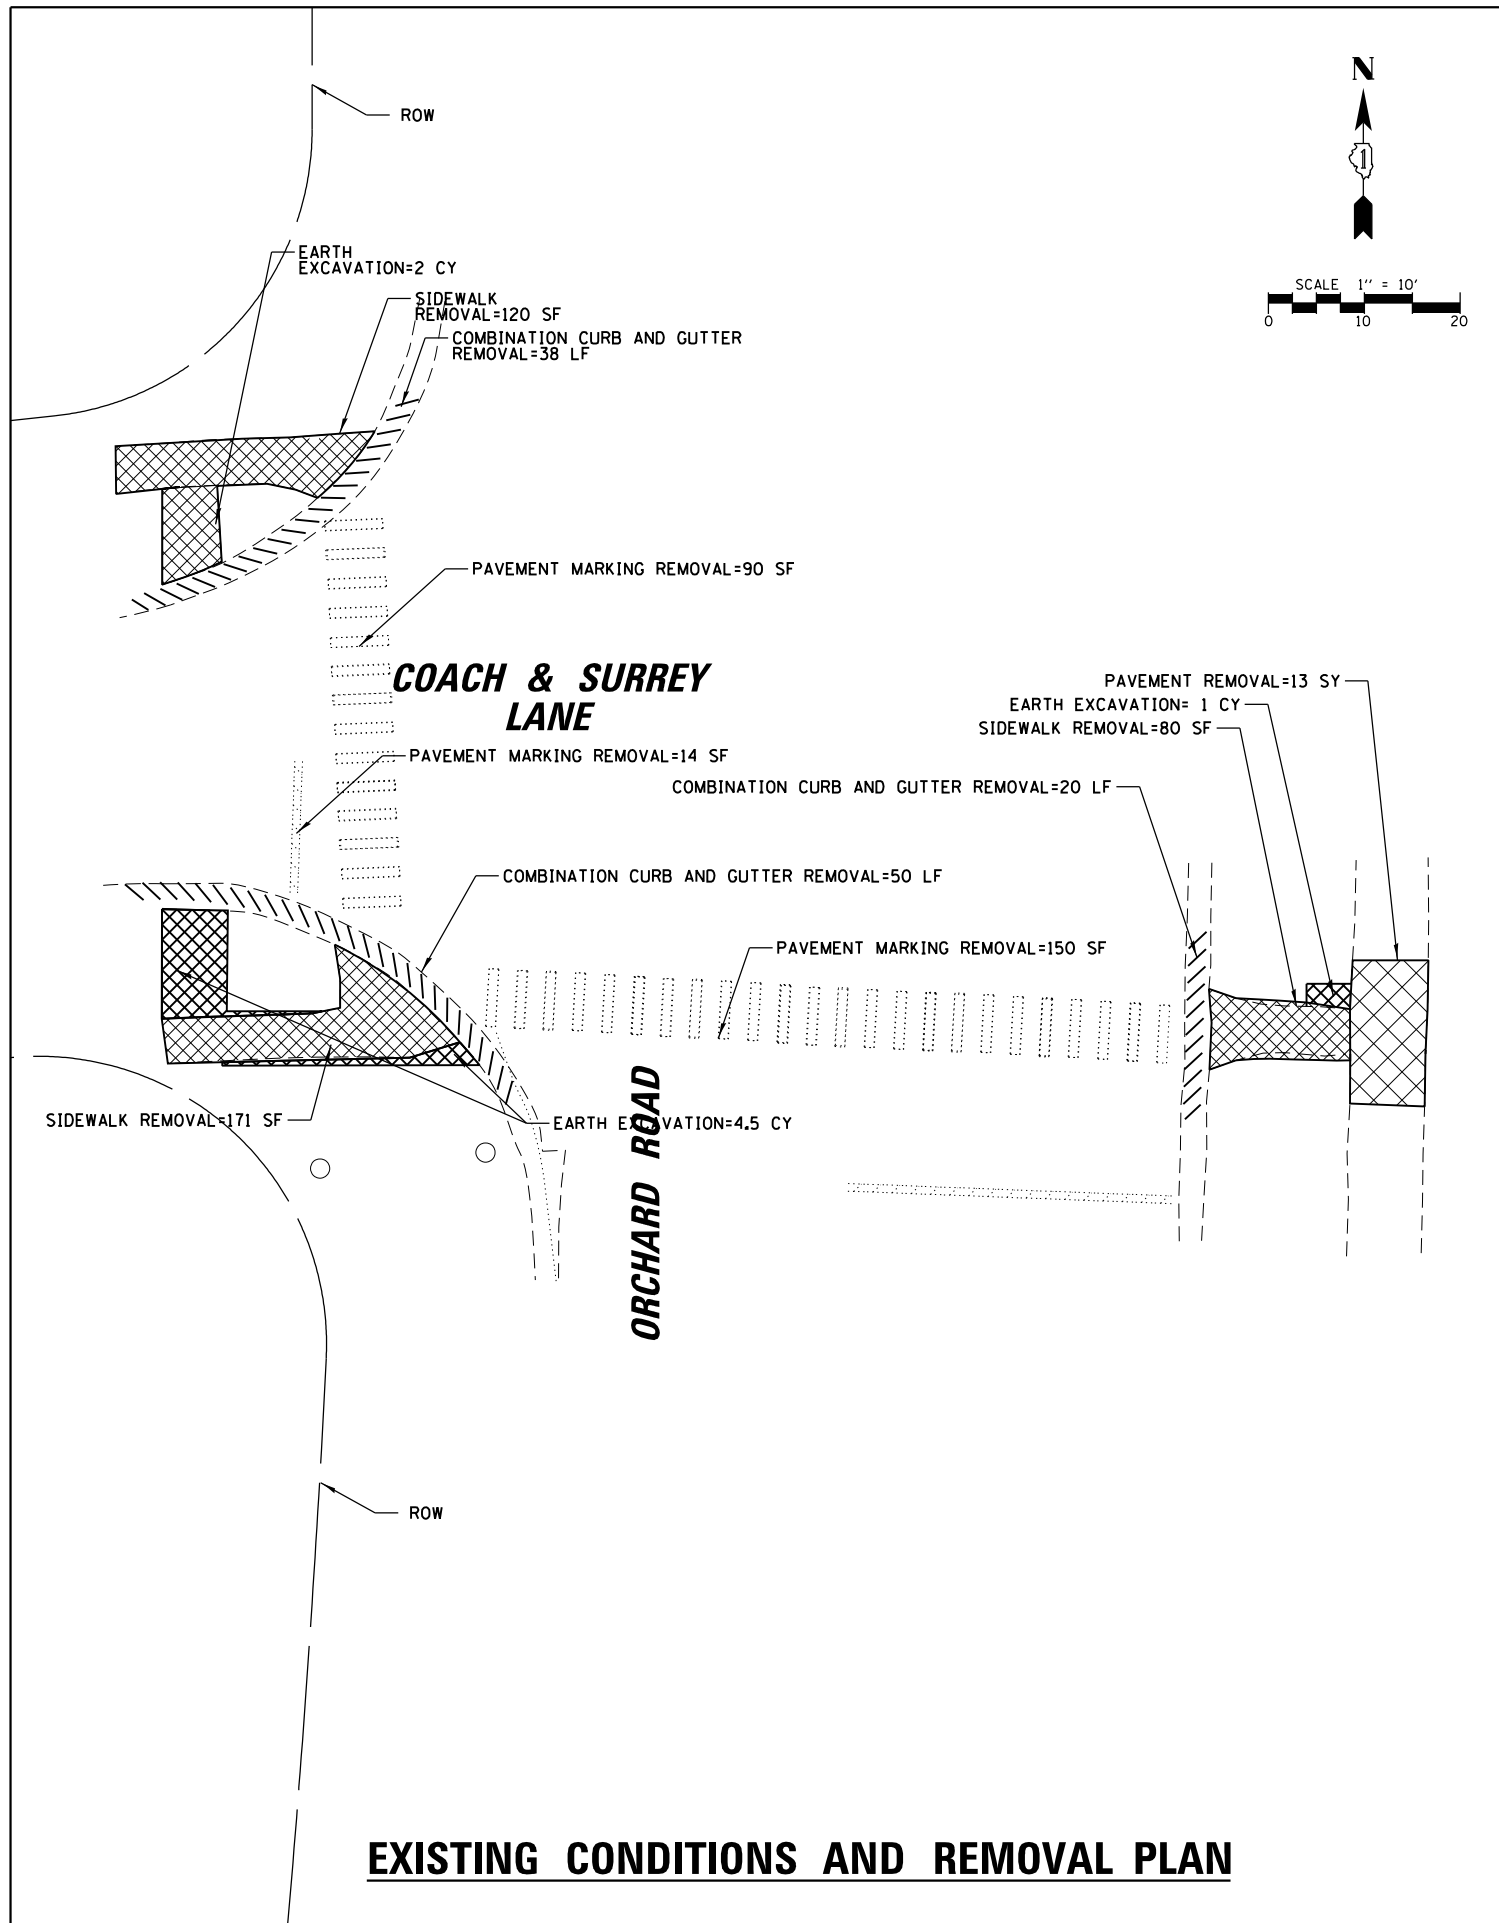 N
ROW
1
EARTH
EXCAVATION=2 CY
SCALE 1'' = 10'
0 10 20
SIDEWALK
REMOVAL=120 SF
COMBINATION CURB AND GUTTER
REMOVAL=38 LF
PAVEMENT MARKING REMOVAL=90 SF
COACH & SURREY
LANE
PAVEMENT REMOVAL=13 SY
EARTH EXCAVATION= 1 CY
SIDEWALK REMOVAL=80 SF
PAVEMENT MARKING REMOVAL=14 SF
COMBINATION CURB AND GUTTER REMOVAL=20 LF
COMBINATION CURB AND GUTTER REMOVAL=50 LF
PAVEMENT MARKING REMOVAL=150 SF
SIDEWALK REMOVAL=171 SF
EARTH EXCAVATION=4.5 CY
ORCHARD ROAD
ROW
EXISTING CONDITIONS AND REMOVAL PLAN